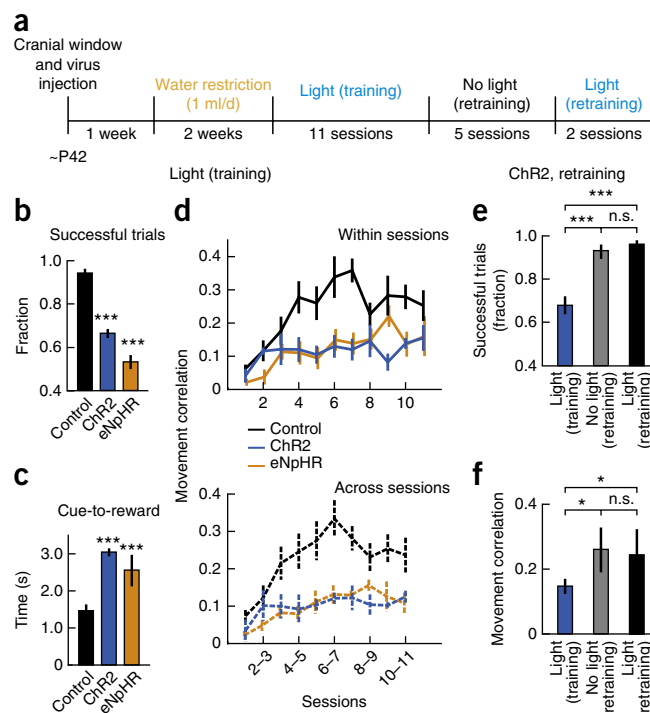 a
Cranial window
and virus
injection
Water restriction
(1 ml/d)
Light (training)
No light
(retraining)
Light
(retraining)
1 week
2 weeks
11 sessions
5 sessions
2 sessions
~P42
Light (training)
ChR2, retraining
b
Successful trials
Fraction
1.0
0.8
0.6
0.4
***
***
Control
ChR2
eNpHR
c
Cue-to-reward
Time (s)
3.0
2.0
1.0
0
***
***
Control
ChR2
eNpHR
d
Within sessions
Movement correlation
0.4
0.3
0.2
0.1
0
2
4
6
8
10
Control
ChR2
eNpHR
Across sessions
0.4
0.3
0.2
0.1
0
2–3
4–5
6–7
8–9
10–11
Sessions
e
***
***
n.s.
Successful trials
(fraction)
1.0
0.8
0.6
0.4
Light
(training)
No light
(retraining)
Light
(retraining)
f
*
*
n.s.
Movement correlation
0.4
0.2
0
Light
(training)
No light
(retraining)
Light
(retraining)